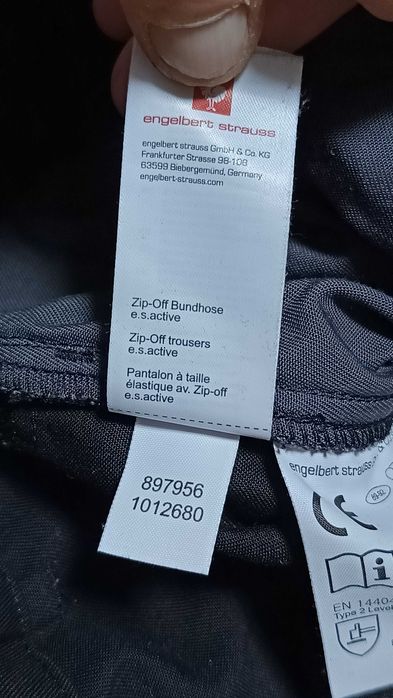 engelbert strauss
engelbert strauss GmbH & Co. KG
Frankfurter Strasse 98-108
63599 Biebergemünd, Germany
engelbert-strauss.com
Zip-Off Bundhose
e.s.active
Zip-Off trousers
e.s.active
Pantalon à taille
élastique av. Zip-off
e.s.active
897956
1012680
engelbert strauss
EN 1440
Type 2 Level